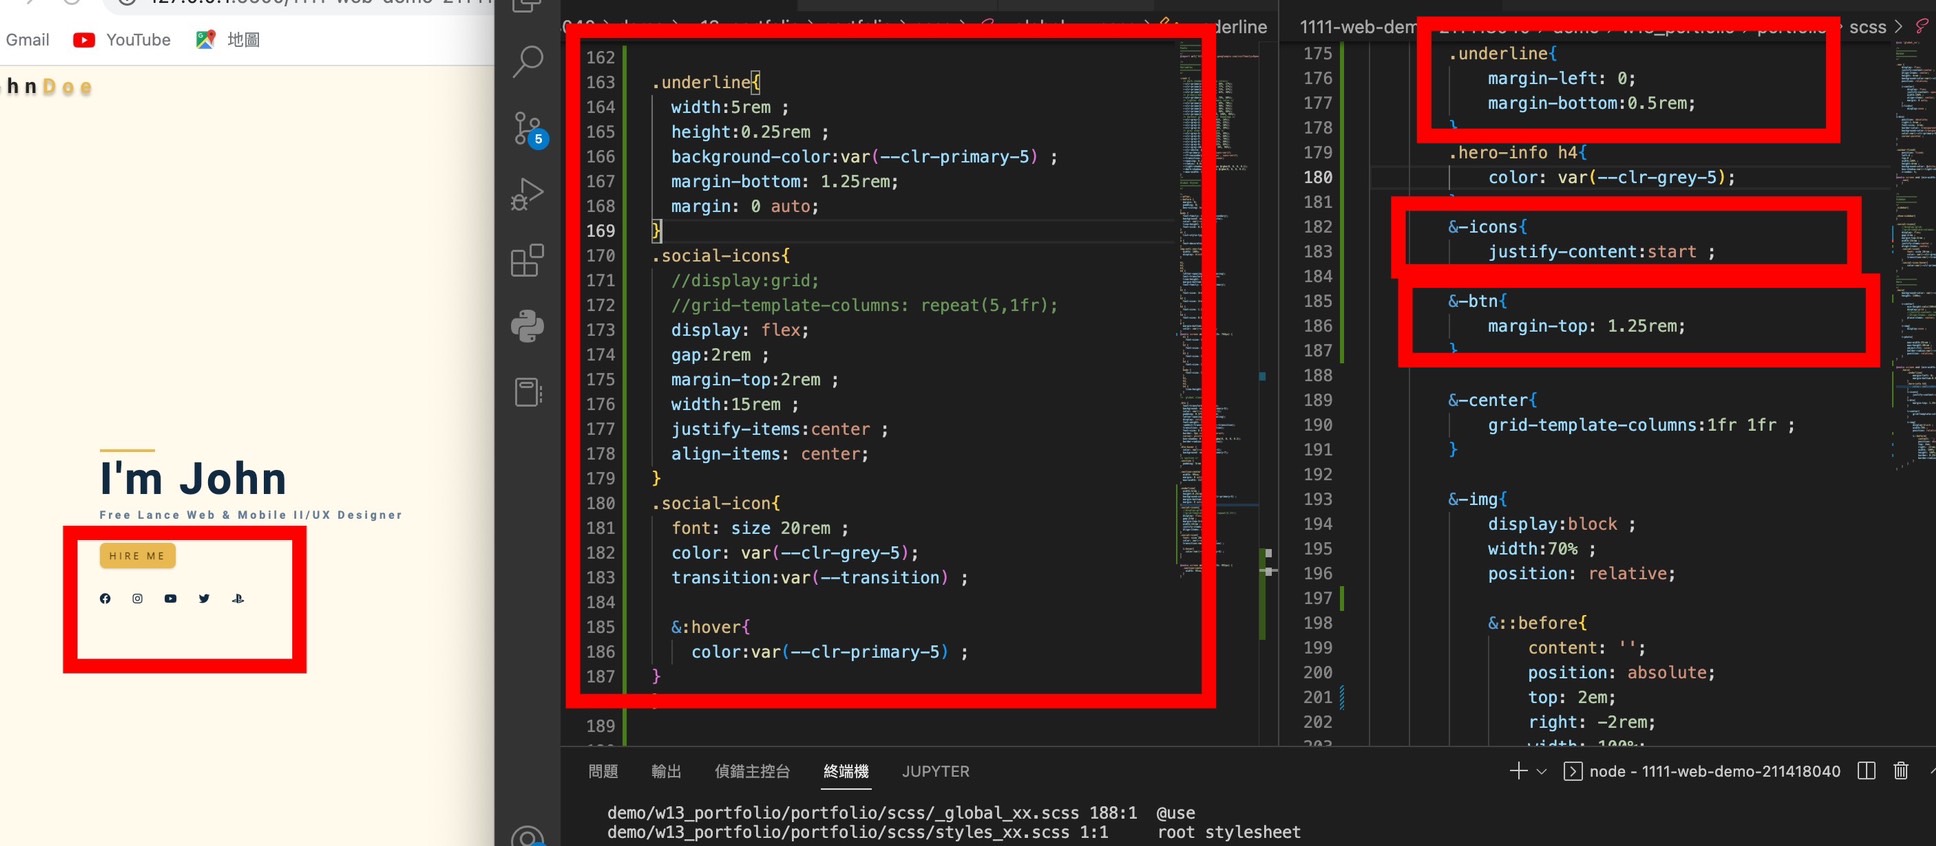 Gmail YouTube 地圖
hnDoe
I'm John
Free Lance Web & Mobile II/UX Designer
HIRE ME
5
162
163 .underline{
164 width:5rem ;
165 height:0.25rem ;
166 background-color:var(--clr-primary-5) ;
167 margin-bottom: 1.25rem;
168 margin: 0 auto;
169 }
170 .social-icons{
171 //display:grid;
172 //grid-template-columns: repeat(5,1fr);
173 display: flex;
174 gap:2rem ;
175 margin-top:2rem ;
176 width:15rem ;
177 justify-items:center ;
178 align-items: center;
179 }
180 .social-icon{
181 font: size 20rem ;
182 color: var(--clr-grey-5);
183 transition:var(--transition) ;
184
185 &:hover{
186 color:var(--clr-primary-5) ;
187 }
189
derline
1111-web-dem
scss >
175 .underline{
176 margin-left: 0;
177 margin-bottom:0.5rem;
178 }
179 .hero-info h4{
180 color: var(--clr-grey-5);
181
182 &-icons{
183 justify-content:start ;
184
185 &-btn{
186 margin-top: 1.25rem;
187 }
188
189 &-center{
190 grid-template-columns:1fr 1fr ;
191 }
192
193 &-img{
194 display:block ;
195 width:70% ;
196 position: relative;
197
198 &::before{
199 content: '';
200 position: absolute;
201 top: 2em;
202 right: -2rem;
203 width: 100%;
問題 輸出 偵錯主控台 終端機 JUPYTER
node - 1111-web-demo-211418040
demo/w13_portfolio/portfolio/scss/_global_xx.scss 188:1 @use
demo/w13_portfolio/portfolio/scss/styles_xx.scss 1:1 root stylesheet